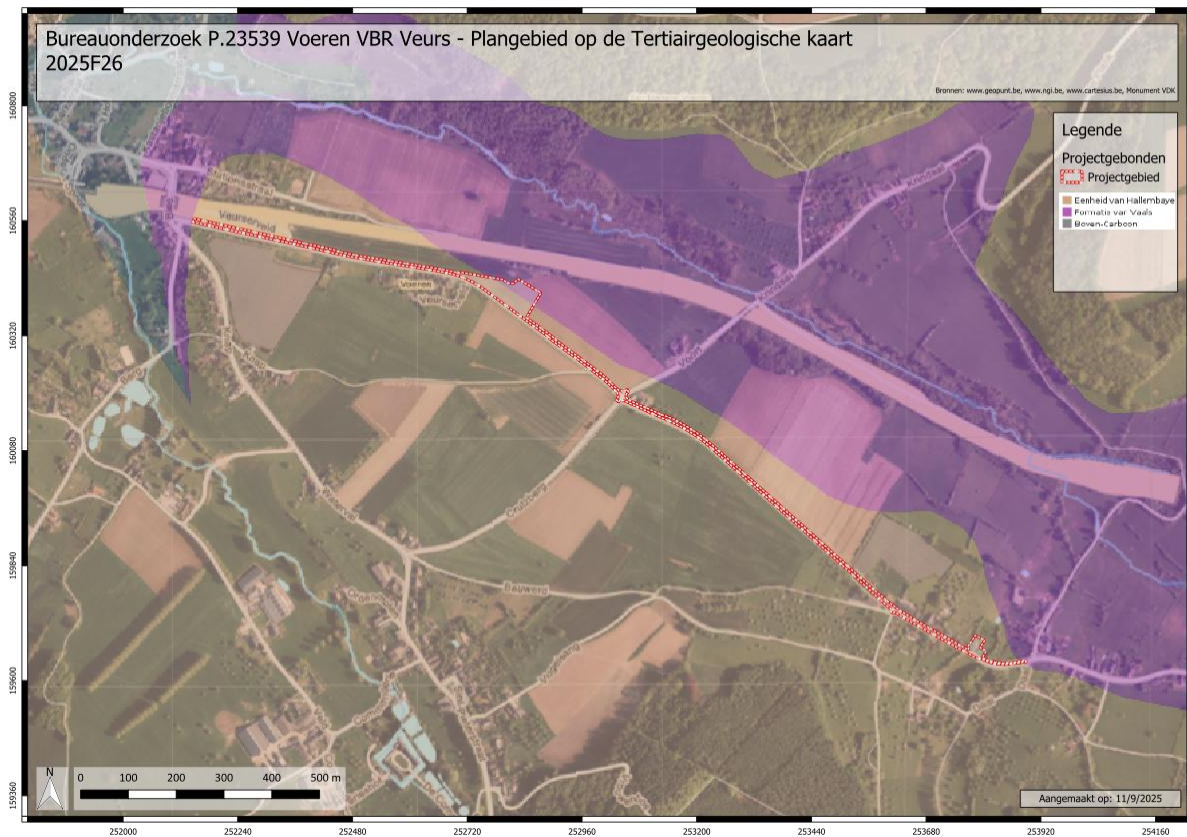 Bureauonderzoek P.23539 Voeren VBR Veurs - Plangebied op de Tertiairgeologische kaart
2025F26
Bronnen: www.geopunt.be, www.ngi.be, www.cartesius.be, Monument VDK
Legende
Projectgebonden
Projectgebied
Eenheid van Hallembaye
Formatie van Vaals
Boven-Carboon
160800
160560
160320
160080
159840
159600
159360
Veurserveld
Voeren
Veurs
Krindaal
Bauwerd
N
0 100 200 300 400 500 m
Aangemaakt op: 11/9/2025
252000 252240 252480 252720 252960 253200 253440 253680 253920 254160